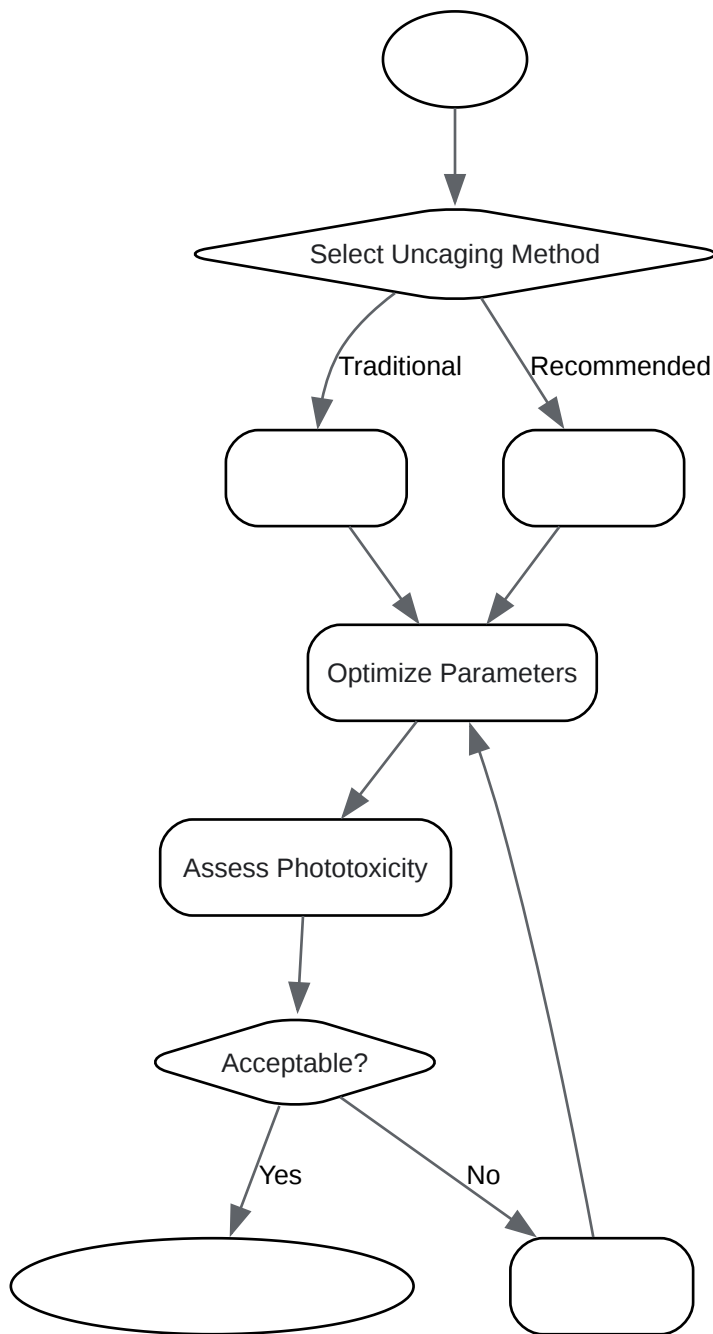 Select Uncaging Method
Traditional
Recommended
Optimize Parameters
Assess Phototoxicity
Acceptable?
Yes
No